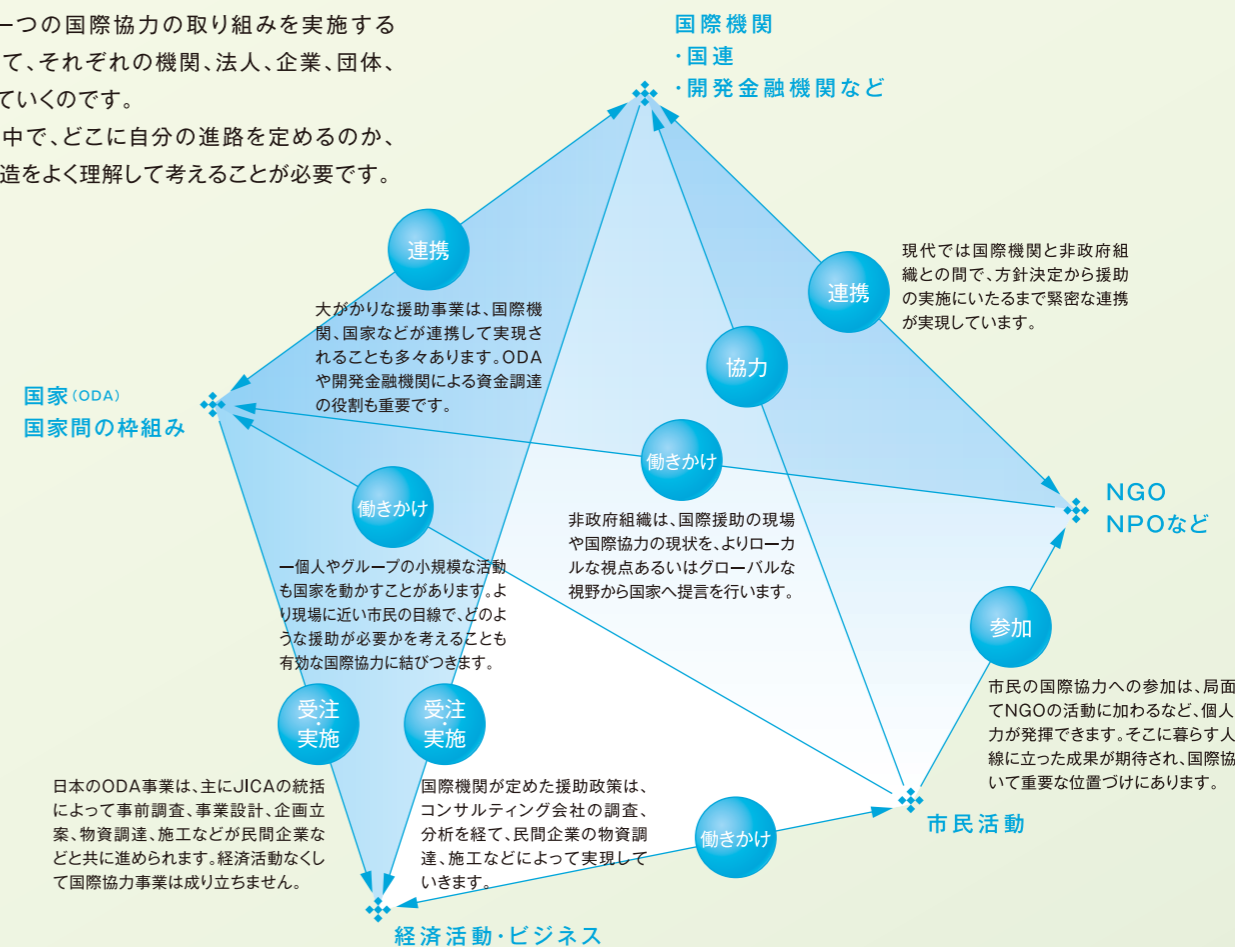 一つの国際協力の取り組みを実施する
て、それぞれの機関、法人、企業、団体、
ていくのです。
中で、どこに自分の進路を定めるのか、
造をよく理解して考えることが必要です。
国際機関
・国連
・開発金融機関など
連携
大がかりな援助事業は、国際機
関、国家などが連携して実現さ
れることも多々あります。ODA
や開発金融機関による資金調達
の役割も重要です。
連携
現代では国際機関と非政府組
織との間で、方針決定から援助
の実施にいたるまで緊密な連携
が実現しています。
協力
国家(ODA)
国家間の枠組み
働きかけ
非政府組織は、国際援助の現場
や国際協力の現状を、よりローカ
ルな視点あるいはグローバルな
視野から国家へ提言を行います。
働きかけ
一個人やグループの小規模な活動
も国家を動かすことがあります。よ
り現場に近い市民の目線で、どのよ
うな援助が必要かを考えることも
有効な国際協力に結びつきます。
NGO
NPOなど
参加
市民の国際協力への参加は、局面
てNGOの活動に加わるなど、個人
力が発揮できます。そこに暮らす人
線に立った成果が期待され、国際協
いて重要な位置づけにあります。
受注・
実施
日本のODA事業は、主にJICAの統括
によって事前調査、事業設計、企画立
案、物資調達、施工などが民間企業な
どと共に進められます。経済活動なくし
て国際協力事業は成り立ちません。
受注・
実施
国際機関が定めた援助政策は、
コンサルティング会社の調査、
分析を経て、民間企業の物資調
達、施工などによって実現して
いきます。
働きかけ
市民活動
経済活動・ビジネス